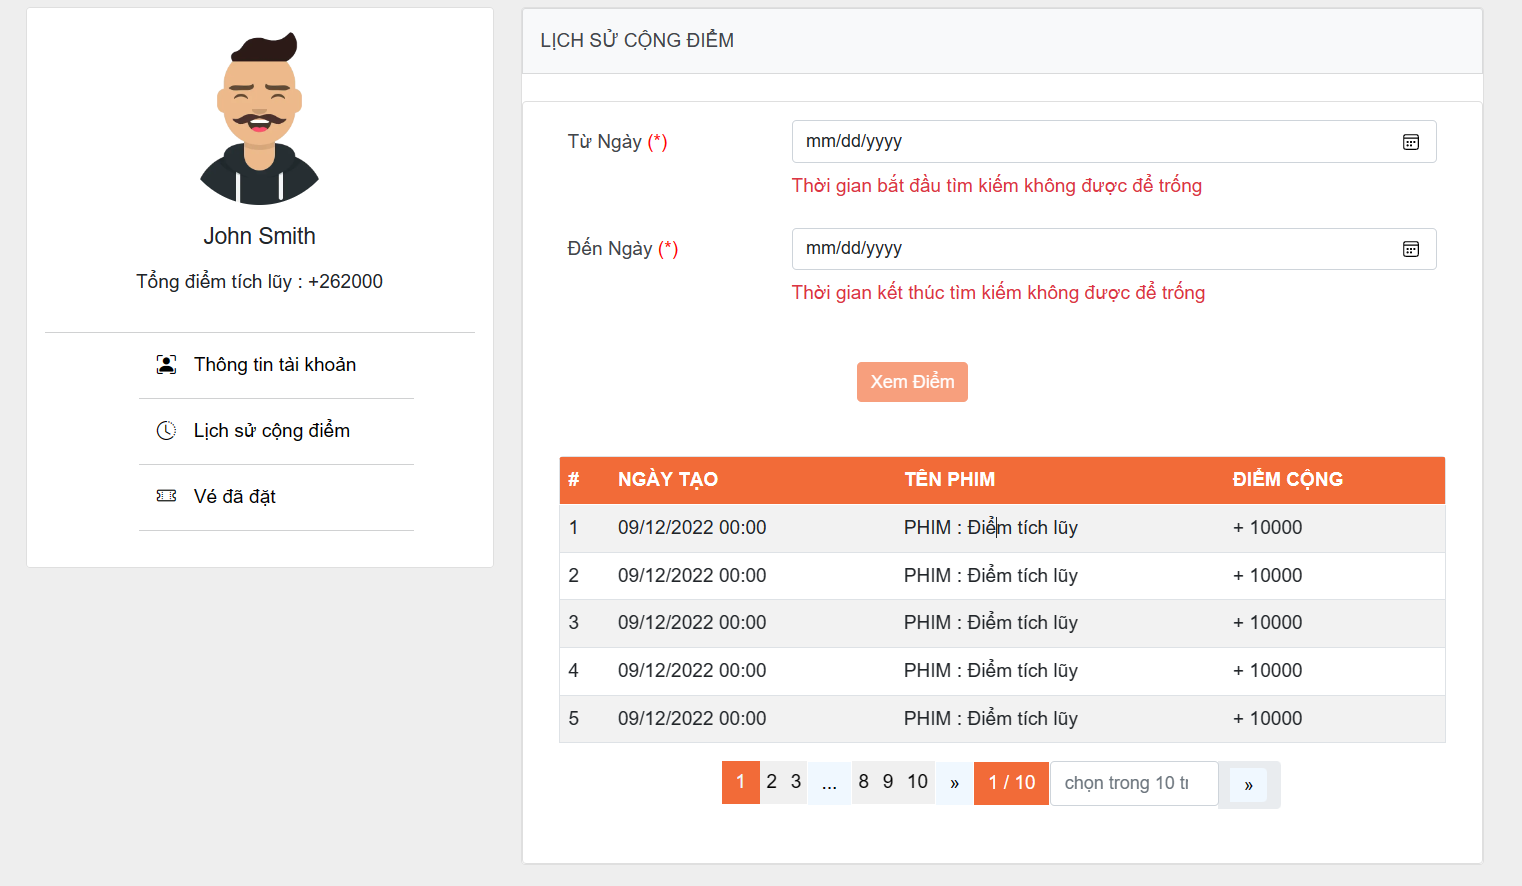 John Smith
Tổng điểm tích lũy : +262000
Thông tin tài khoản
Lịch sử cộng điểm
Vé đã đặt
LỊCH SỬ CỘNG ĐIỂM
Từ Ngày (*) mm/dd/yyyy
Thời gian bắt đầu tìm kiếm không được để trống
Đến Ngày (*) mm/dd/yyyy
Thời gian kết thúc tìm kiếm không được để trống
Xem Điểm
# NGÀY TẠO TÊN PHIM ĐIỂM CỘNG
1 09/12/2022 00:00 PHIM : Điểm tích lũy + 10000
2 09/12/2022 00:00 PHIM : Điểm tích lũy + 10000
3 09/12/2022 00:00 PHIM : Điểm tích lũy + 10000
4 09/12/2022 00:00 PHIM : Điểm tích lũy + 10000
5 09/12/2022 00:00 PHIM : Điểm tích lũy + 10000
1 2 3 ... 8 9 10 » 1 / 10 chọn trong 10 »